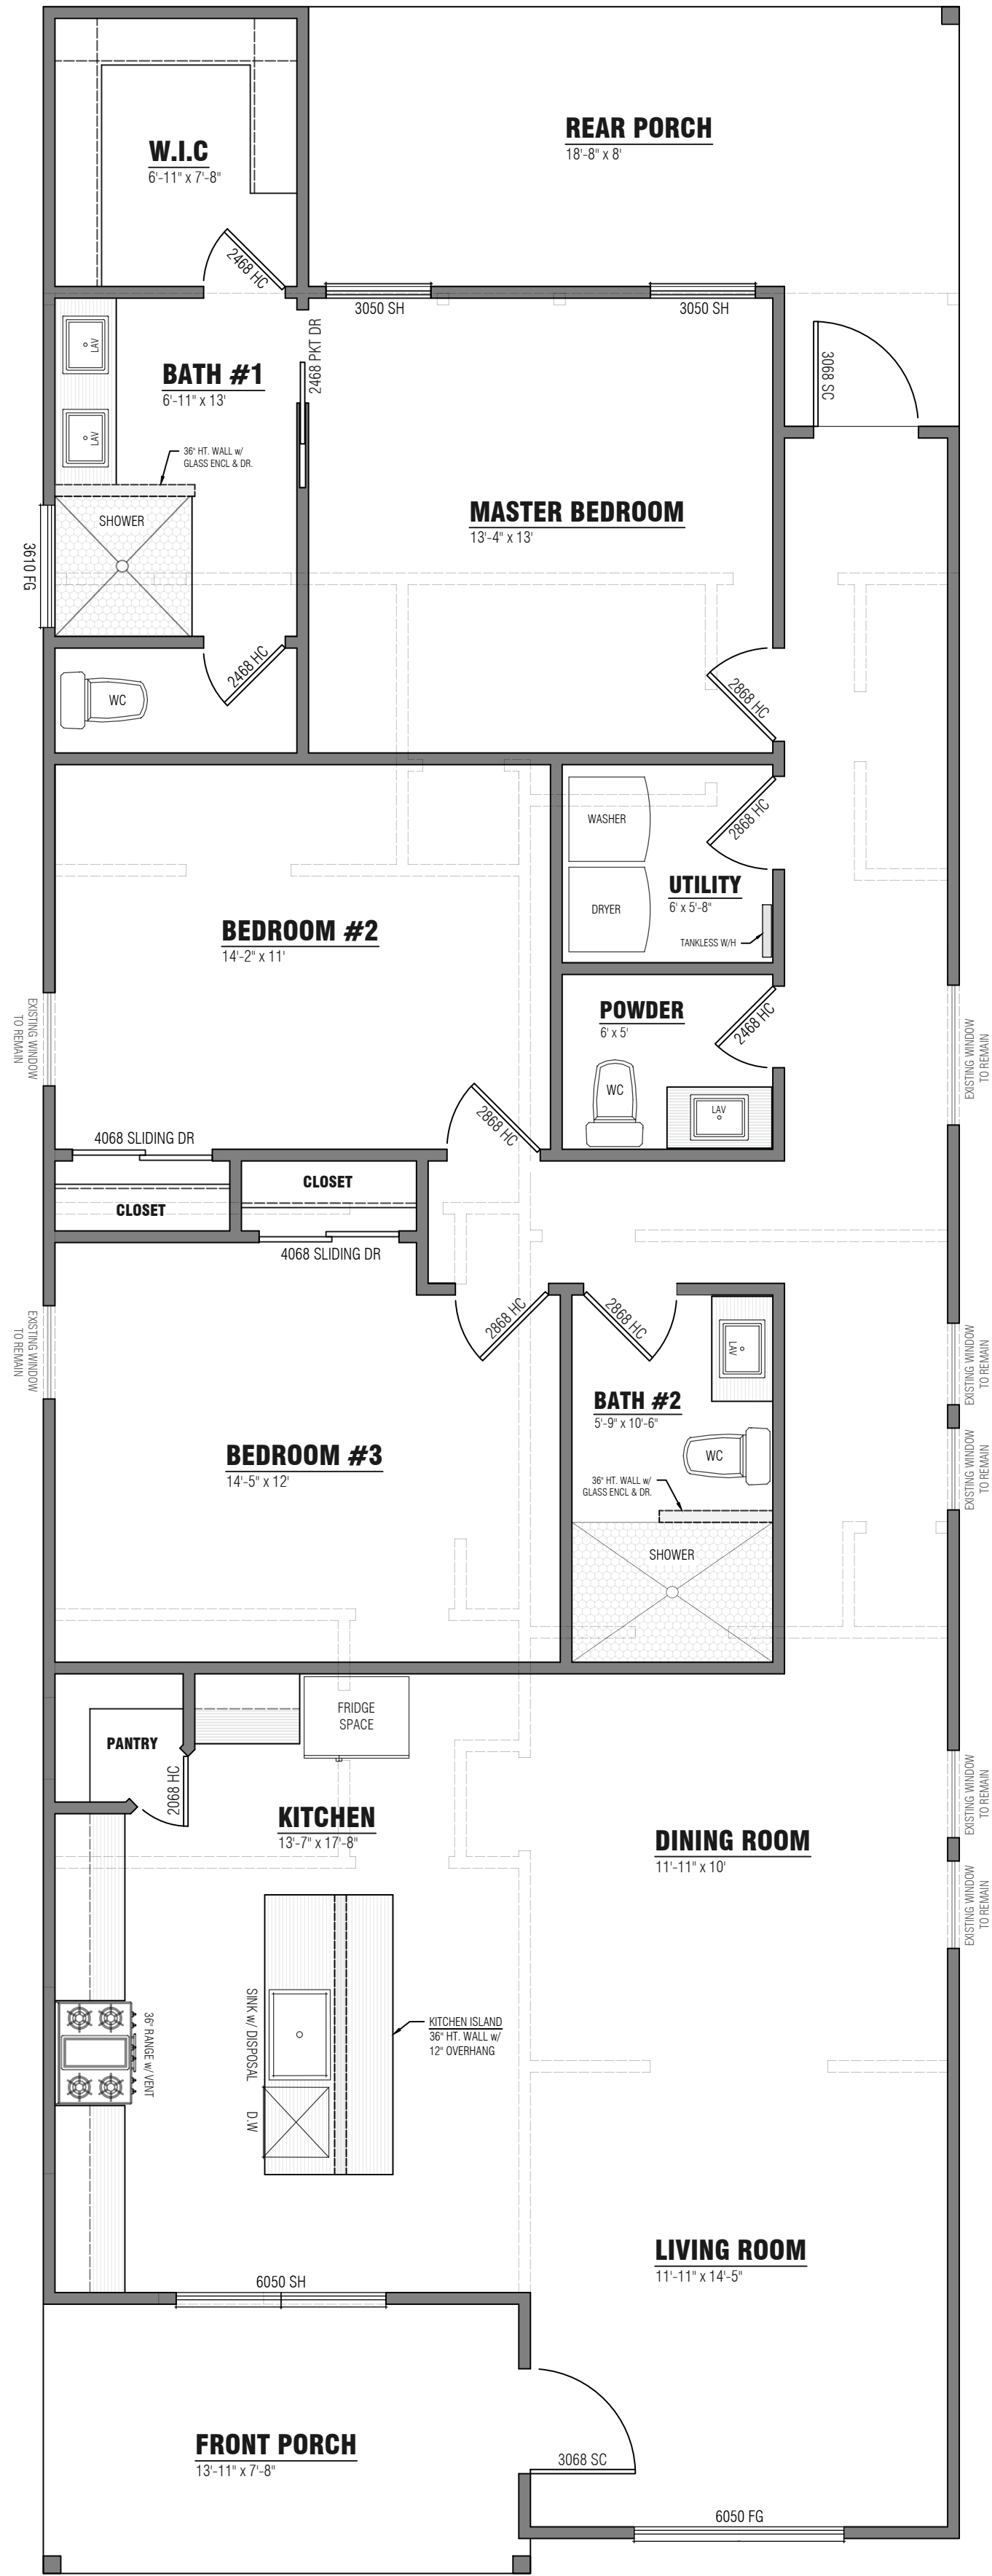 REAR PORCH
18'-8" x 8'
W.I.C
6'-11" x 7'-8"
2468 HC
3050 SH
3050 SH
2468 PKT DR
3068 SC
BATH #1
6'-11" x 13'
LAV
LAV
36" HT. WALL w/
GLASS ENCL & DR.
SHOWER
3610 FG
MASTER BEDROOM
13'-4" x 13'
2468 HC
WC
2868 HC
WASHER
2868 HC
DRYER
UTILITY
6' x 5'-8"
TANKLESS W/H
BEDROOM #2
14'-2" x 11'
EXISTING WINDOW
TO REMAIN
POWDER
6' x 5'
2468 HC
WC
LAV
EXISTING WINDOW
TO REMAIN
4068 SLIDING DR
2868 HC
CLOSET
CLOSET
4068 SLIDING DR
EXISTING WINDOW
TO REMAIN
2868 HC
2868 HC
LAV
EXISTING WINDOW
TO REMAIN
BATH #2
5'-9" x 10'-6"
WC
36" HT. WALL w/
GLASS ENCL & DR.
EXISTING WINDOW
TO REMAIN
BEDROOM #3
14'-5" x 12'
SHOWER
FRIDGE
SPACE
PANTRY
2068 HC
KITCHEN
13'-7" x 17'-8"
DINING ROOM
11'-11" x 10'
EXISTING WINDOW
TO REMAIN
EXISTING WINDOW
TO REMAIN
36" RANGE w/ VENT
SINK w/ DISPOSAL
D.W
KITCHEN ISLAND
36" HT. WALL w/
12" OVERHANG
LIVING ROOM
11'-11" x 14'-5"
6050 SH
FRONT PORCH
13'-11" x 7'-8"
3068 SC
6050 FG